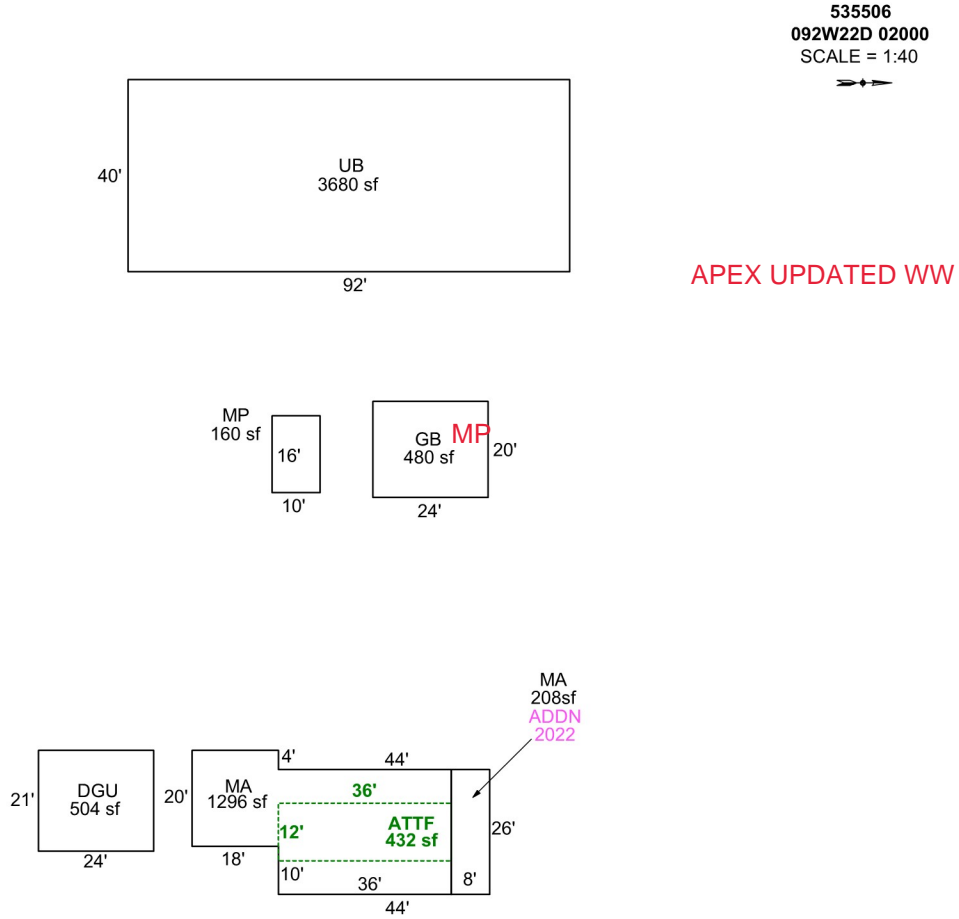 535506
092W22D 02000
SCALE = 1:40
UB
3680 sf
40'
92'
APEX UPDATED WW
MP
160 sf
16'
10'
GB
480 sf
MP
20'
24'
MA
208sf
ADDN
2022
DGU
504 sf
21'
24'
MA
1296 sf
20'
18'
4'
44'
36'
12'
ATTF
432 sf
26'
10'
36'
8'
44'